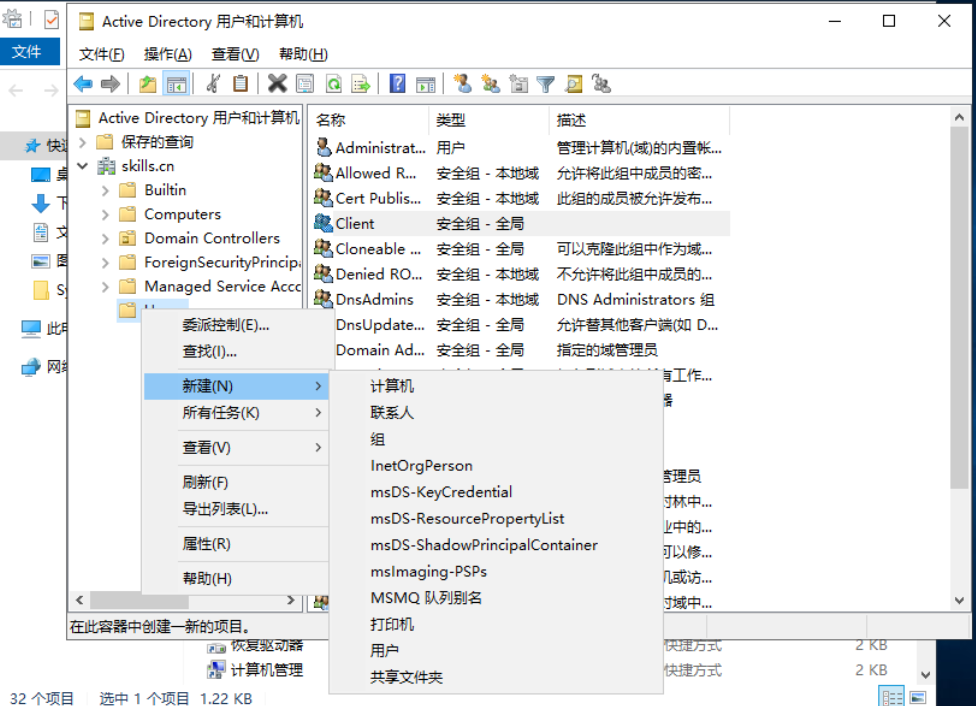 Active Directory 用户和计算机
文件
文件(F) 操作(A) 查看(V) 帮助(H)
Active Directory 用户和计算机
保存的查询
skills.cn
Builtin
Computers
Domain Controllers
ForeignSecurityPrincipa
Managed Service Acc
名称 类型 描述
Administrat... 用户 管理计算机(域)的内置帐...
Allowed R... 安全组 - 本地域 允许将此组中成员的密...
Cert Publis... 安全组 - 本地域 此组的成员被允许发布...
Client 安全组 - 全局
Cloneable ... 安全组 - 全局 可以克隆此组中作为域...
Denied RO... 安全组 - 本地域 不允许将此组中成员的...
DnsAdmins 安全组 - 本地域 DNS Administrators 组
DnsUpdate... 安全组 - 全局 允许替其他客户端(如 D...
Domain Ad... 安全组 - 全局 指定的域管理员
有工作...
器
管理员
时林中...
业中的...
可以修...
机或访...
时域中...
快
此
网
委派控制(E)...
查找(I)...
新建(N)
所有任务(K)
查看(V)
刷新(F)
导出列表(L)...
属性(R)
帮助(H)
计算机
联系人
组
InetOrgPerson
msDS-KeyCredential
msDS-ResourcePropertyList
msDS-ShadowPrincipalContainer
msImaging-PSPs
MSMQ 队列别名
打印机
用户
共享文件夹
在此容器中创建一新的项目。
恢复驱动器 快捷方式 2 KB
计算机管理 快捷方式 2 KB
32 个项目 选中 1 个项目 1.22 KB